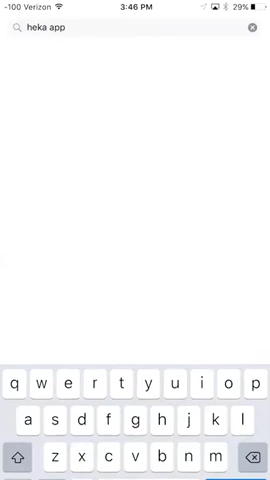 -100 Verizon 3:46 PM 29%
heka app
q w e r t y u i o p
a s d f g h j k l
z x c v b n m